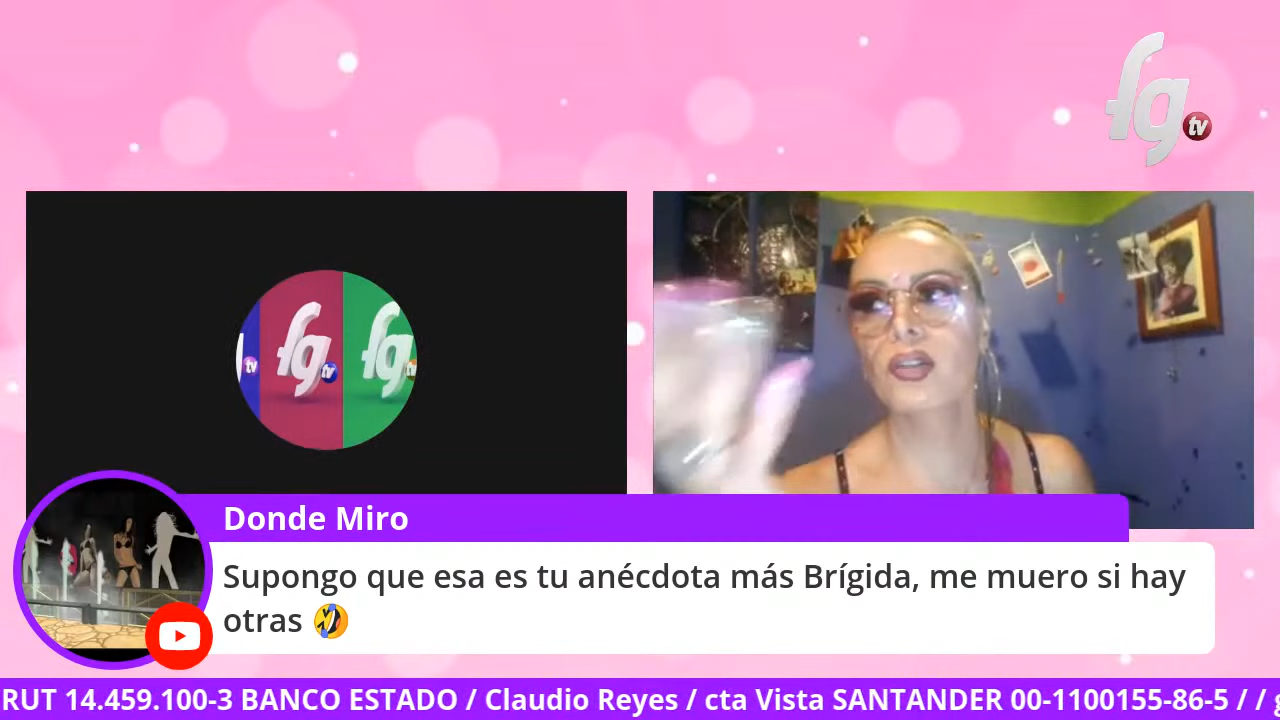 fg tv
tv fg tv fg tv
Donde Miro
Supongo que esa es tu anécdota más Brígida, me muero si hay
otras 🤣
RUT 14.459.100-3 BANCO ESTADO / Claudio Reyes / cta Vista SANTANDER 00-1100155-86-5 / / g